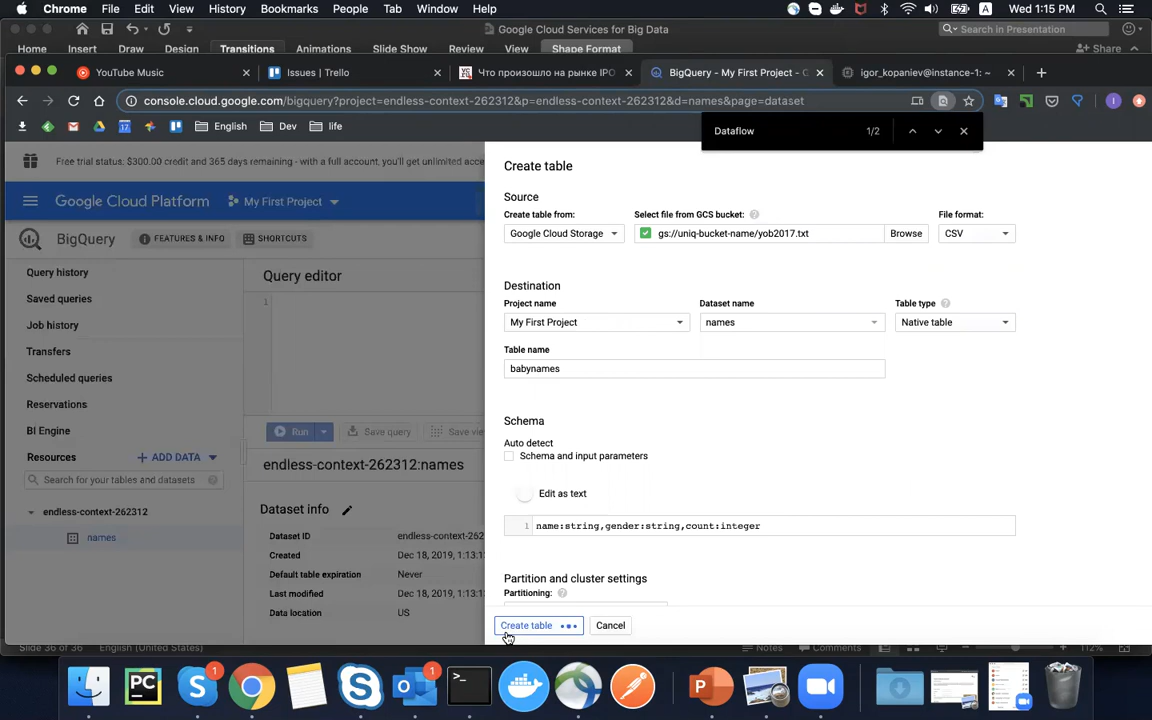 Chrome File Edit View History Bookmarks People Tab Window Help A Wed 1:15 PM
Google Cloud Services for Big Data Search in Presentation
Home Insert Draw Design Transitions Animations Slide Show Review View Shape Format Share
YouTube Music Issues | Trello Что произошло на рынке IPO BigQuery - My First Project - igor_kopaniev@instance-1: ~
console.cloud.google.com/bigquery?project=endless-context-262312&p=endless-context-262312&d=names&page=dataset
English Dev life
Dataflow 1/2
Free trial status: $300.00 credit and 365 days remaining - with a full account, you'll get unlimited
Google Cloud Platform My First Project
BigQuery FEATURES & INFO SHORTCUTS
Query history
Saved queries
Job history
Transfers
Scheduled queries
Reservations
BI Engine
Resources + ADD DATA
Search for your tables and datasets
endless-context-262312
names
Query editor
1
Run Save query Save
endless-context-262312:names
Dataset info
Dataset ID endless-context-262
Created Dec 18, 2019, 1:13:1
Default table expiration Never
Last modified Dec 18, 2019, 1:13:1
Data location US
Create table
Source
Create table from: Select file from GCS bucket: File format:
Google Cloud Storage gs://uniq-bucket-name/yob2017.txt Browse CSV
Destination
Project name Dataset name Table type
My First Project names Native table
Table name
babynames
Schema
Auto detect
Schema and input parameters
Edit as text
1 name:string,gender:string,count:integer
Partition and cluster settings
Partitioning:
Create table Cancel
Slide 36 of 36 English (United States) Notes Comments 112%
1 1